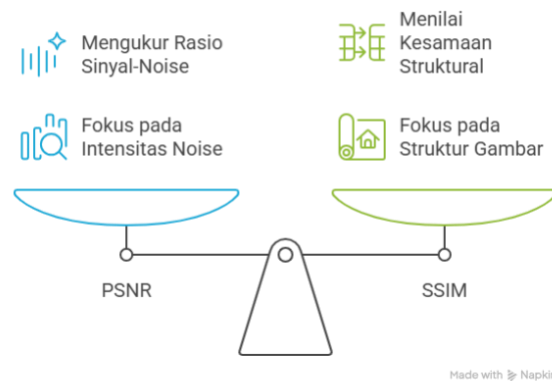 Mengukur Rasio
Sinyal-Noise
Menilai
Kesamaan
Struktural
Fokus pada
Intensitas Noise
Fokus pada
Struktur Gambar
PSNR
SSIM
Made with Napkin